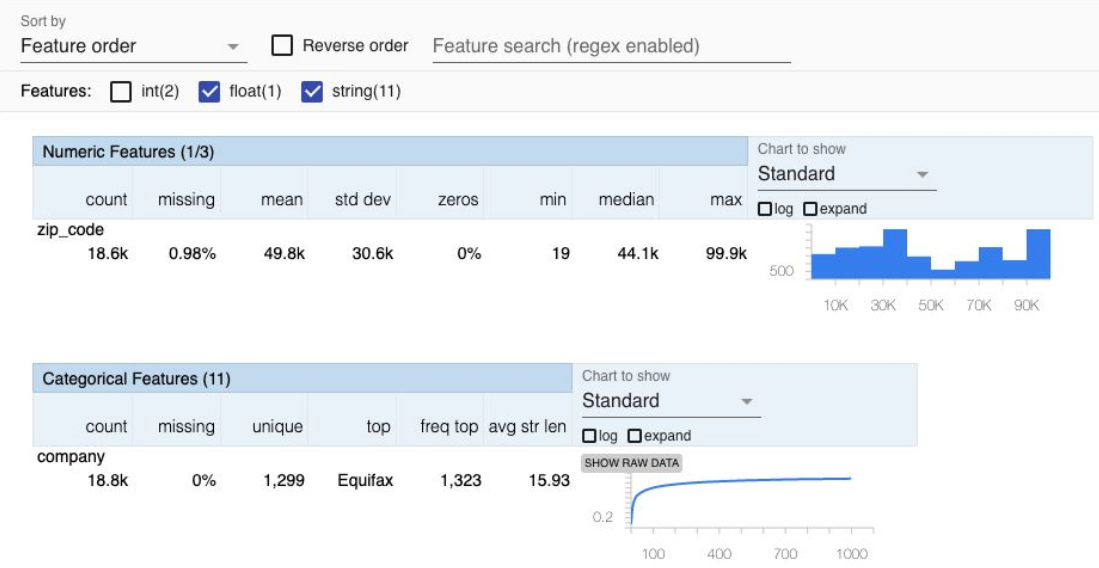 Sort by
Feature order Reverse order Feature search (regex enabled)
Features: int(2) float(1) string(11)
Numeric Features (1/3) Chart to show
Standard
count missing mean std dev zeros min median max log expand
zip_code
18.6k 0.98% 49.8k 30.6k 0% 19 44.1k 99.9k
500
10K 30K 50K 70K 90K
Categorical Features (11) Chart to show
Standard
count missing unique top freq top avg str len log expand
company SHOW RAW DATA
18.8k 0% 1,299 Equifax 1,323 15.93
0.2
100 400 700 1000